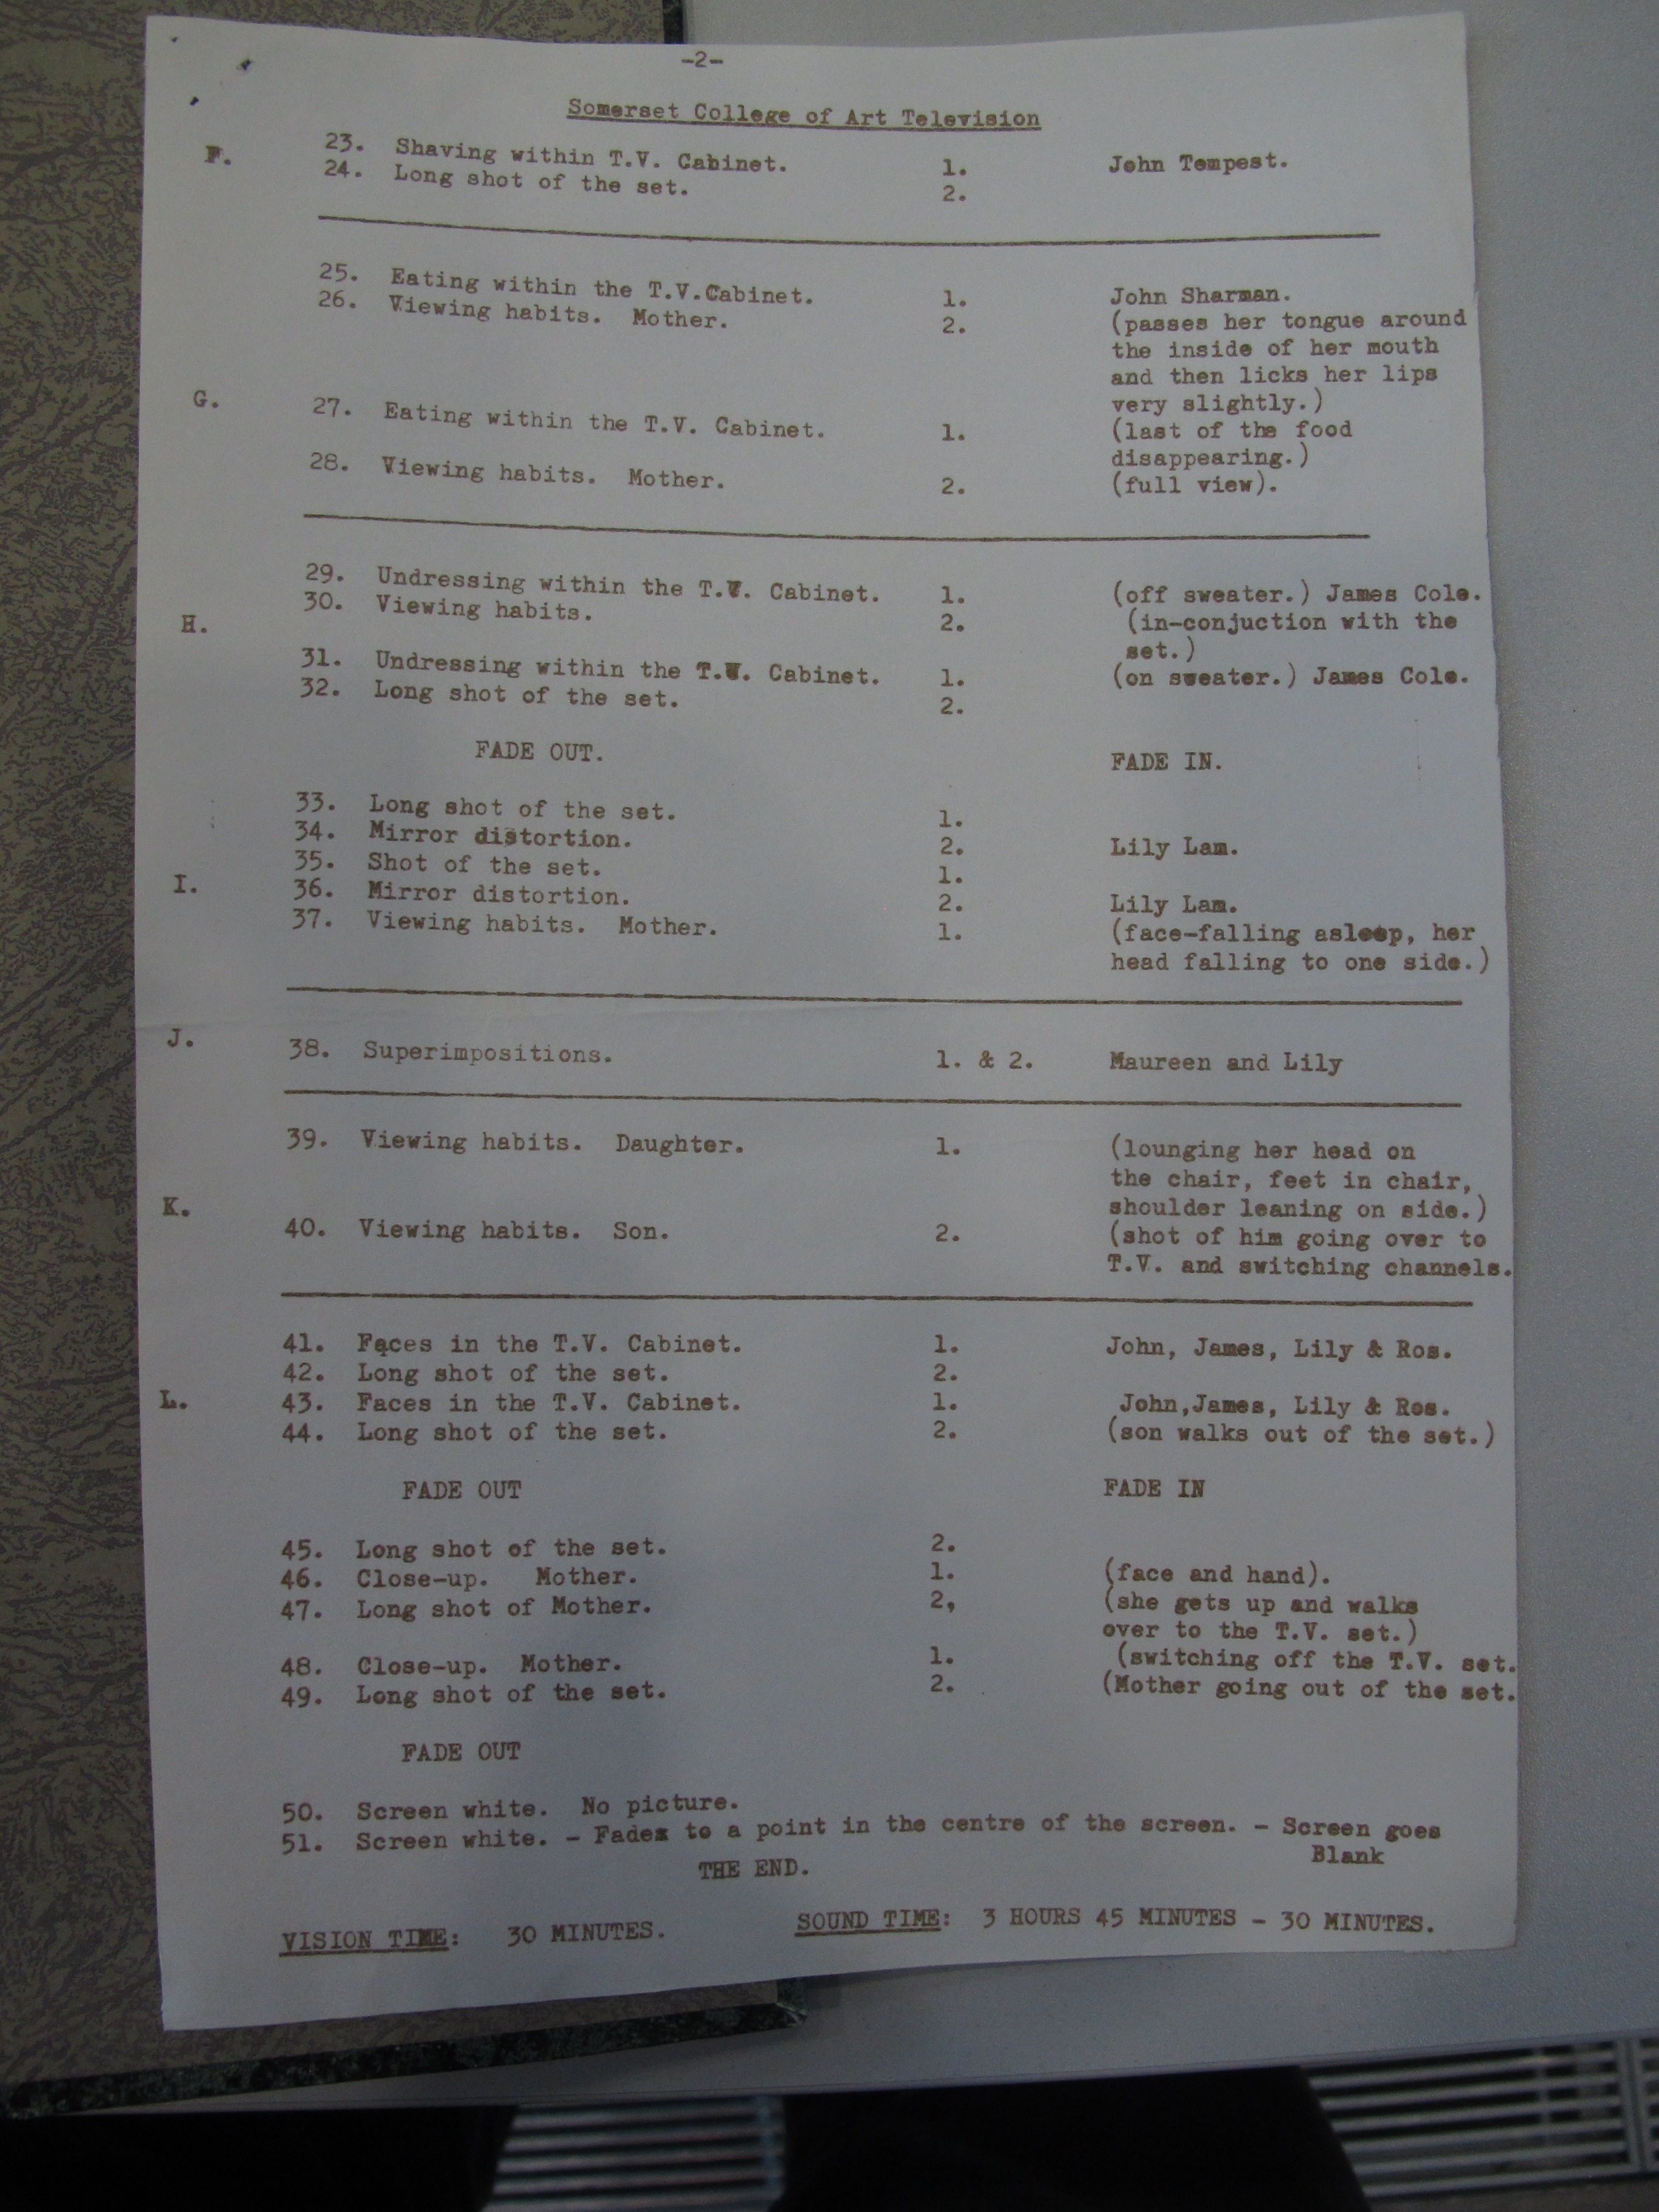 -2-
Somerset College of Art Television
F. 23. Shaving within T.V. Cabinet. 1. John Tempest.
24. Long shot of the set. 2.
25. Eating within the T.V.Cabinet. 1. John Sharman.
26. Viewing habits. Mother. 2. (passes her tongue around
the inside of her mouth
and then licks her lips
G. very slightly.)
27. Eating within the T.V. Cabinet. 1. (last of the food
disappearing.)
28. Viewing habits. Mother. 2. (full view).
29. Undressing within the T.V. Cabinet. 1. (off sweater.) James Cole.
30. Viewing habits. 2. (in-conjuction with the
H. set.)
31. Undressing within the T.V. Cabinet. 1. (on sweater.) James Cole.
32. Long shot of the set. 2.
FADE OUT. FADE IN.
33. Long shot of the set. 1.
34. Mirror distortion. 2. Lily Lam.
35. Shot of the set. 1.
I. 36. Mirror distortion. 2. Lily Lam.
37. Viewing habits. Mother. 1. (face-falling asleep, her
head falling to one side.)
J. 38. Superimpositions. 1. & 2. Maureen and Lily
39. Viewing habits. Daughter. 1. (lounging her head on
the chair, feet in chair,
K. shoulder leaning on side.)
40. Viewing habits. Son. 2. (shot of him going over to
T.V. and switching channels.
41. Faces in the T.V. Cabinet. 1. John, James, Lily & Ros.
42. Long shot of the set. 2.
L. 43. Faces in the T.V. Cabinet. 1. John,James, Lily & Ros.
44. Long shot of the set. 2. (son walks out of the set.)
FADE OUT FADE IN
45. Long shot of the set. 2.
46. Close-up. Mother. 1. (face and hand).
47. Long shot of Mother. 2, (she gets up and walks
over to the T.V. set.)
48. Close-up. Mother. 1. (switching off the T.V. set.
49. Long shot of the set. 2. (Mother going out of the set.
FADE OUT
50. Screen white. No picture.
51. Screen white. - Fades to a point in the centre of the screen. - Screen goes
Blank
THE END.
VISION TIME: 30 MINUTES. SOUND TIME: 3 HOURS 45 MINUTES - 30 MINUTES.